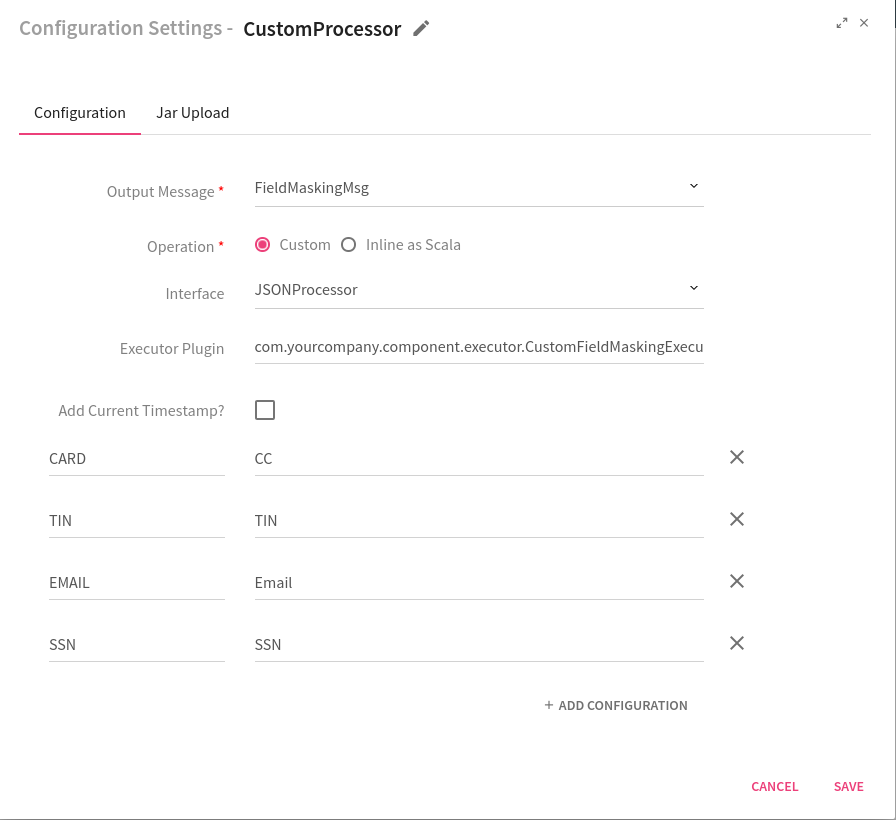 Configuration Settings - CustomProcessor
Configuration Jar Upload
Output Message * FieldMaskingMsg
Operation * Custom Inline as Scala
Interface JSONProcessor
Executor Plugin com.yourcompany.component.executor.CustomFieldMaskingExecu
Add Current Timestamp?
CARD CC
TIN TIN
EMAIL Email
SSN SSN
+ ADD CONFIGURATION
CANCEL SAVE